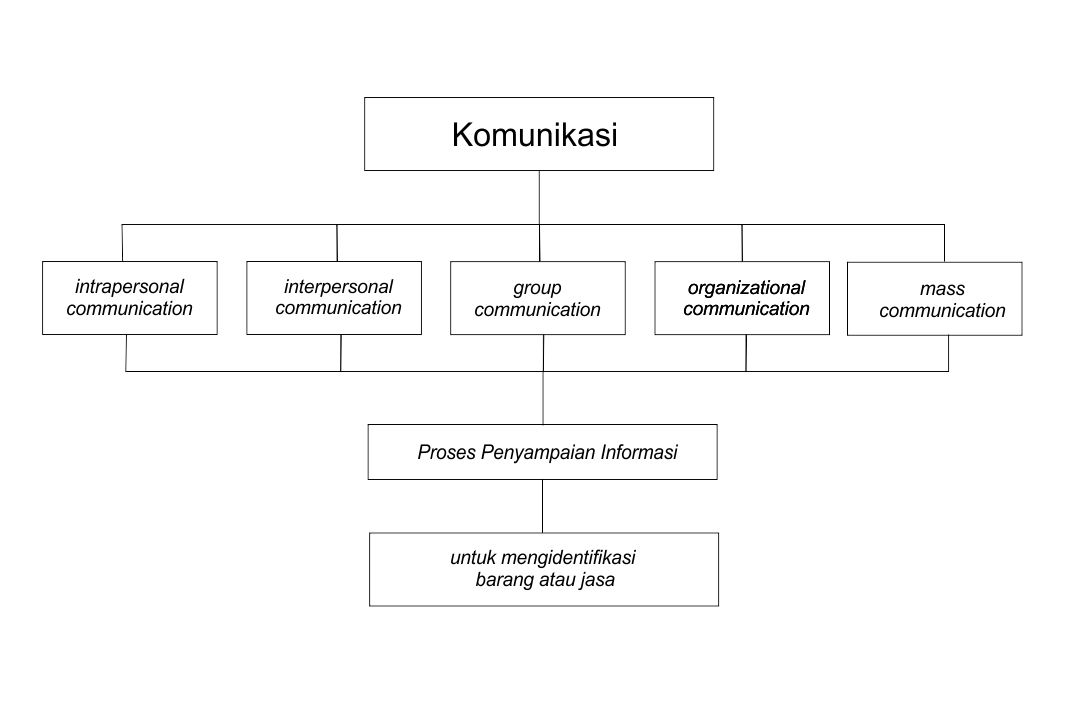 Komunikasi
intrapersonal
communication
interpersonal
communication
group
communication
organizational
communication
mass
communication
Proses Penyampaian Informasi
untuk mengidentifikasi
barang atau jasa